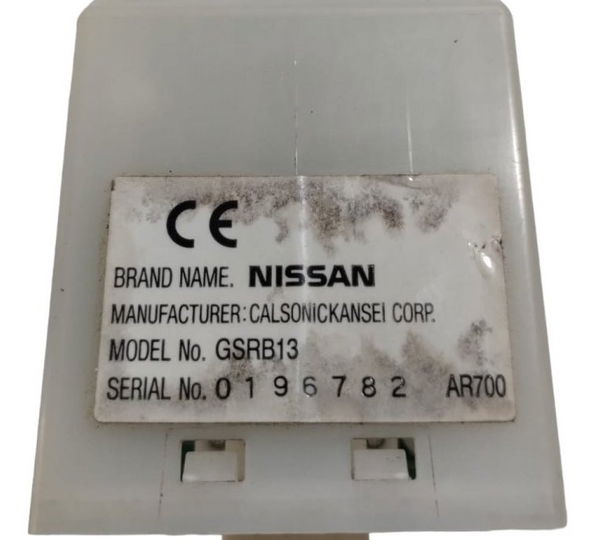 CE
BRAND NAME. NISSAN
MANUFACTURER: CALSONICKANSEI CORP.
MODEL No. GSRB13
SERIAL No. 0196782 AR700